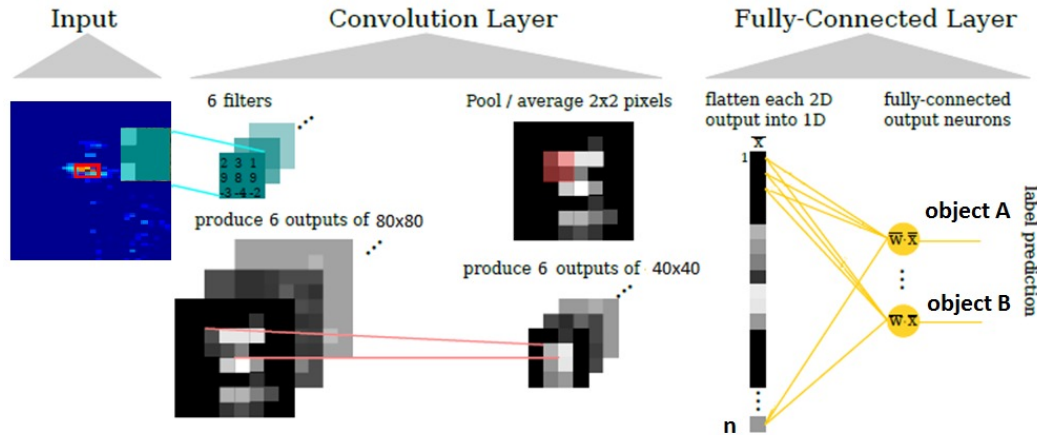 Input
Convolution Layer
Fully-Connected Layer
6 filters
2 3 1
9 8 9
-3 -4 -2
produce 6 outputs of 80x80
Pool / average 2x2 pixels
produce 6 outputs of 40x40
flatten each 2D
output into 1D
x
1
n
fully-connected
output neurons
object A
w·x
object B
w·x
label prediction